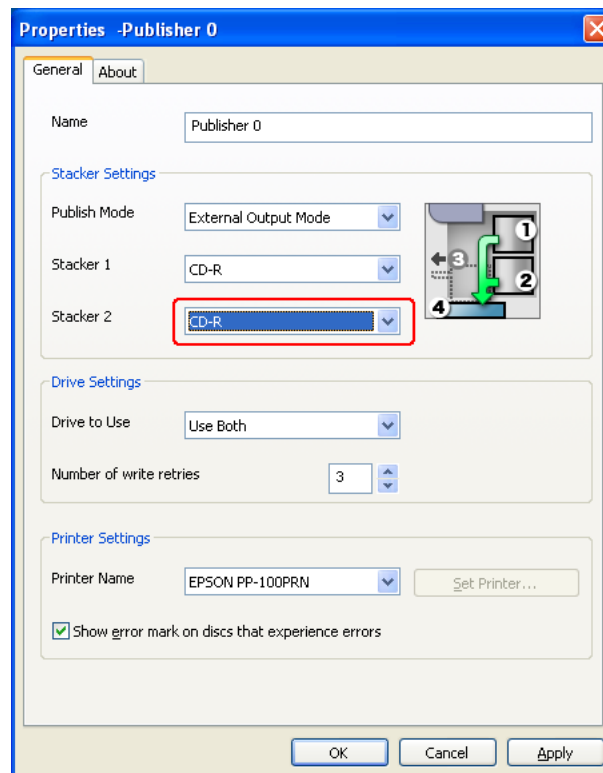 Properties -Publisher 0
General About
Name Publisher 0
Stacker Settings
Publish Mode External Output Mode
Stacker 1 CD-R
Stacker 2 CD-R
1
3
2
4
Drive Settings
Drive to Use Use Both
Number of write retries 3
Printer Settings
Printer Name EPSON PP-100PRN Set Printer...
Show error mark on discs that experience errors
OK Cancel Apply